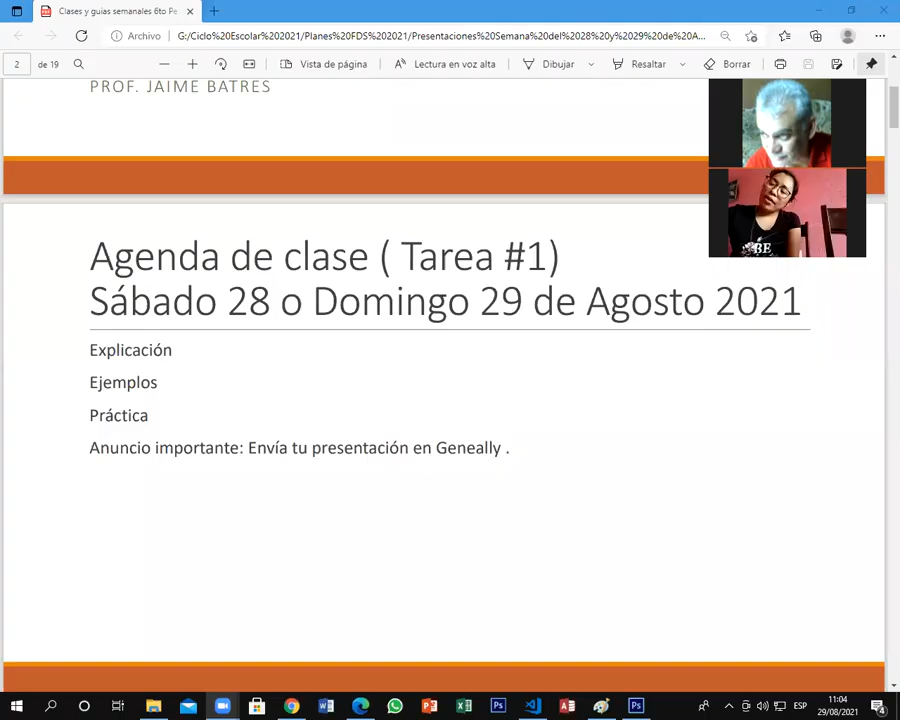 Clases y guias semanales 6to Pe
Archivo
G:/Ciclo%20Escolar%202021/Planes%20FDS%202021/Presentaciones%20Semana%20del%2028%20y%2029%20de%20A...
2
de 19
Vista de página
Lectura en voz alta
Dibujar
Resaltar
Borrar
PROF. JAIME BATRES
Agenda de clase ( Tarea #1)
Sábado 28 o Domingo 29 de Agosto 2021
Explicación
Ejemplos
Práctica
Anuncio importante: Envía tu presentación en Geneally .
BE
ESP
11:04
29/08/2021
4